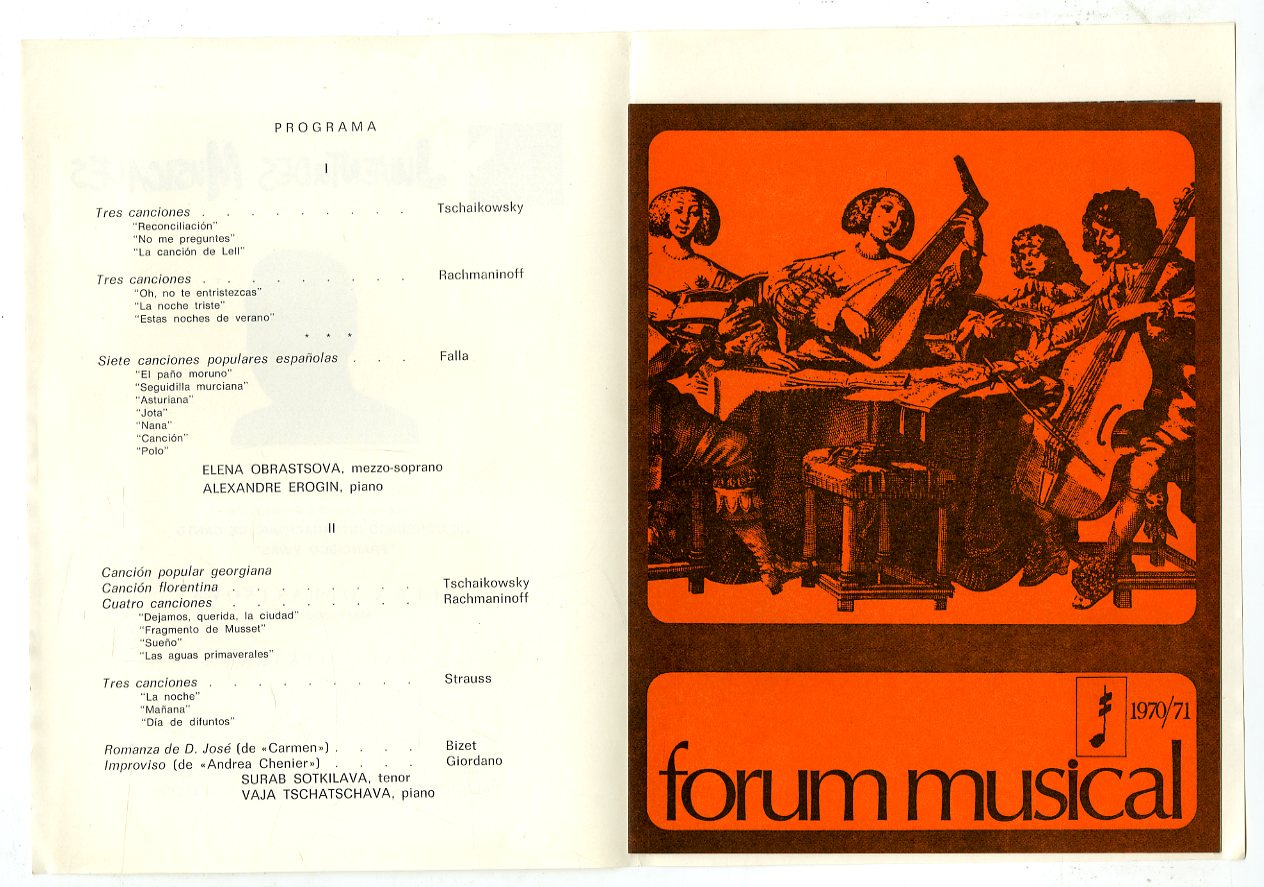 PROGRAMA
I
Tres canciones . . . . . . . . . Tschaikowsky
"Reconciliación"
"No me preguntes"
"La canción de Lell"
Tres canciones . . . . . . . . . Rachmaninoff
"Oh, no te entristezcas"
"La noche triste"
"Estas noches de verano"
* * *
Siete canciones populares españolas . . . Falla
"El paño moruno"
"Seguidilla murciana"
"Asturiana"
"Jota"
"Nana"
"Canción"
"Polo"
ELENA OBRASTSOVA, mezzo-soprano
ALEXANDRE EROGIN, piano
II
Canción popular georgiana
Canción florentina . . . . . . . . Tschaikowsky
Cuatro canciones . . . . . . . . Rachmaninoff
"Dejamos, querida, la ciudad"
"Fragmento de Musset"
"Sueño"
"Las aguas primaverales"
Tres canciones . . . . . . . . . Strauss
"La noche"
"Mañana"
"Día de difuntos"
Romanza de D. José (de «Carmen») . . . . Bizet
Improviso (de «Andrea Chenier») . . . . Giordano
SURAB SOTKILAVA, tenor
VAJA TSCHATSCHAVA, piano
1970/71
forum musical